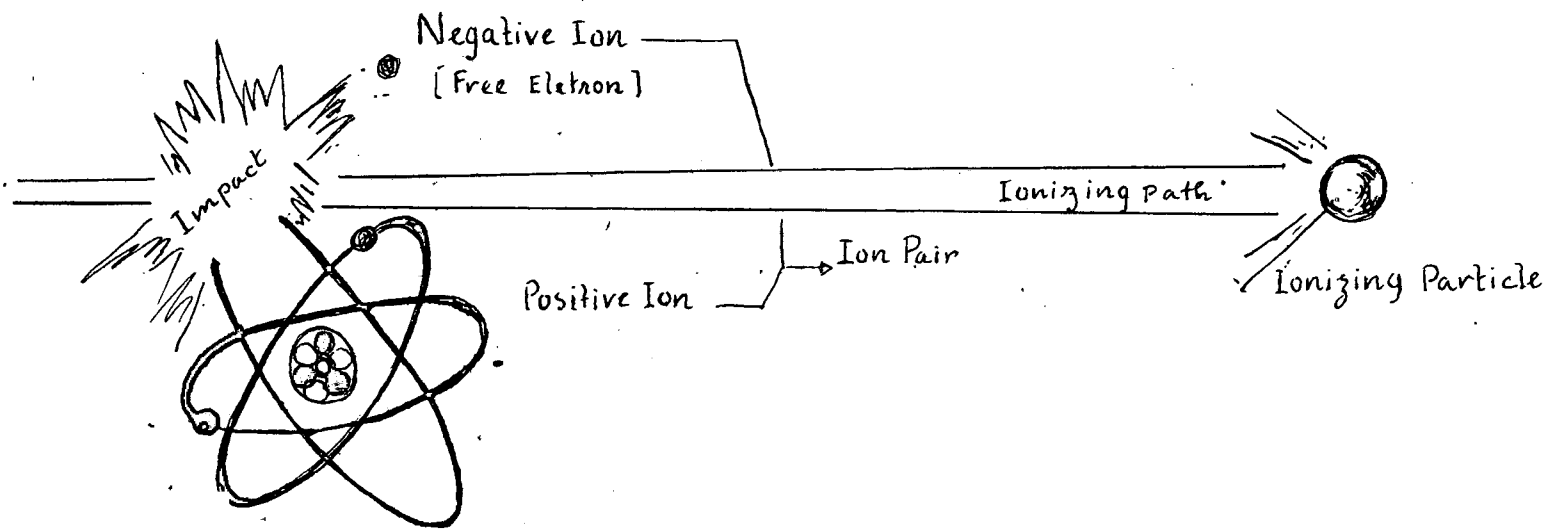 Negative Ion
[Free Eletron]
Impact
Ionizing path
Ion Pair
Positive Ion
Ionizing Particle